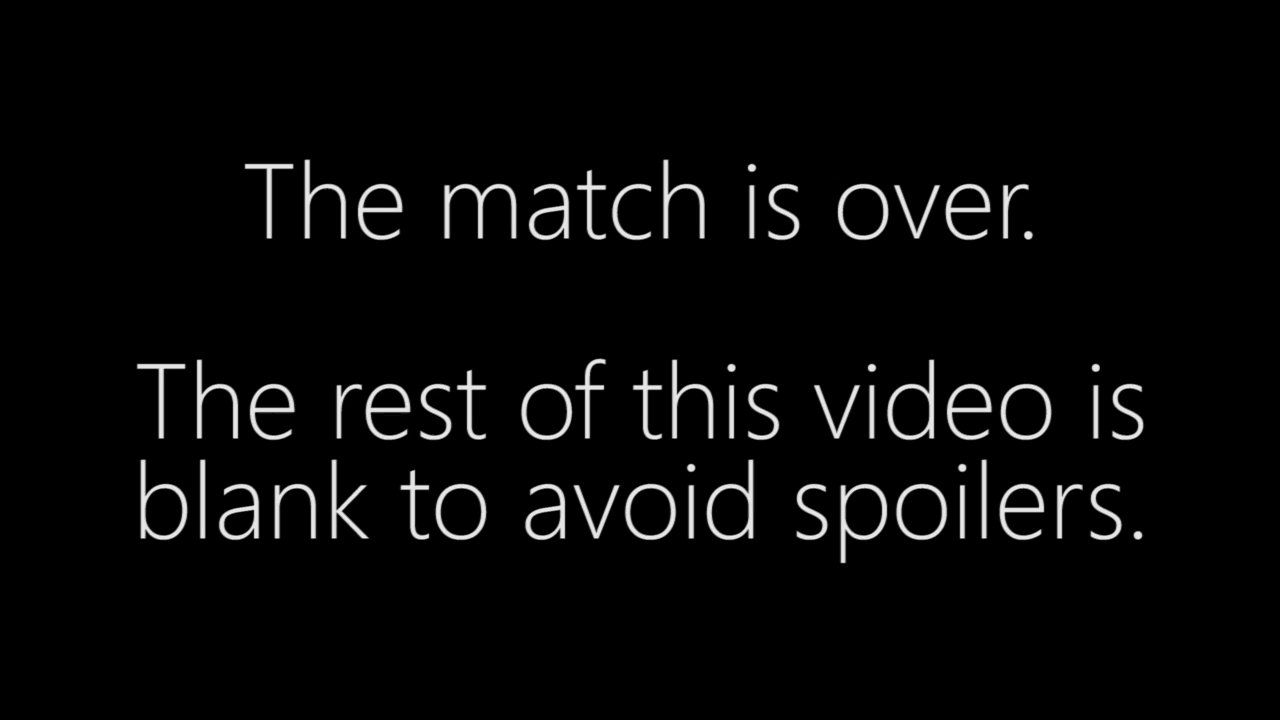 The match is over.
The rest of this video is
blank to avoid spoilers.